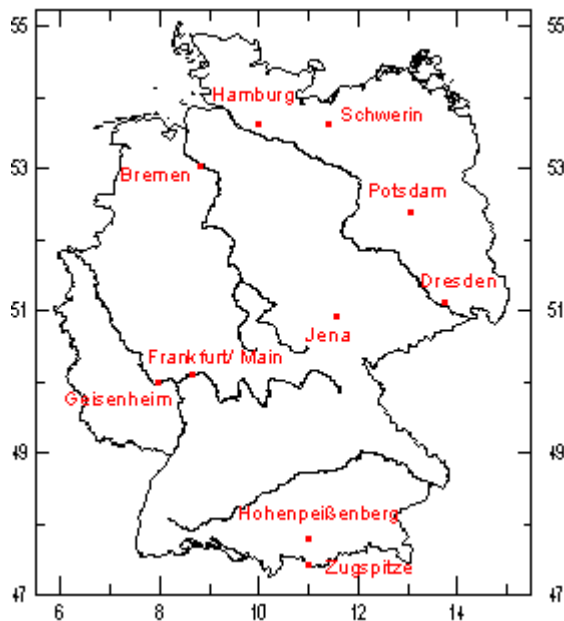 55 55
Hamburg
Schwerin
53 53
Bremen
Potsdam
Dresden
51 51
Jena
Frankfurt/ Main
Geisenheim
49 49
Hohenpeißenberg
Zugspitze
47 47
6 8 10 12 14